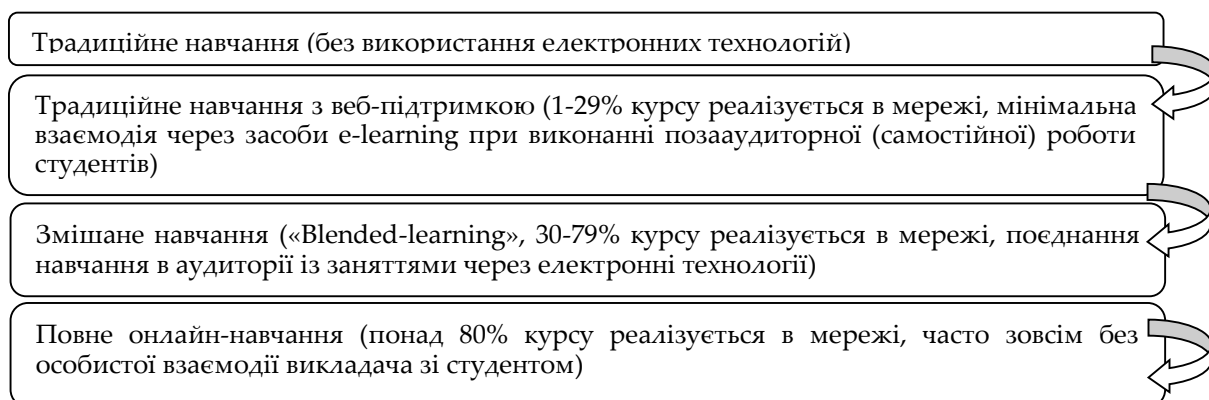 Традиційне навчання (без використання електронних технологій)
Традиційне навчання з веб-підтримкою (1-29% курсу реалізується в мережі, мінімальна
взаємодія через засоби e-learning при виконанні позааудиторної (самостійної) роботи
студентів)
Змішане навчання («Blended-learning», 30-79% курсу реалізується в мережі, поєднання
навчання в аудиторії із заняттями через електронні технології)
Повне онлайн-навчання (понад 80% курсу реалізується в мережі, часто зовсім без
особистої взаємодії викладача зі студентом)